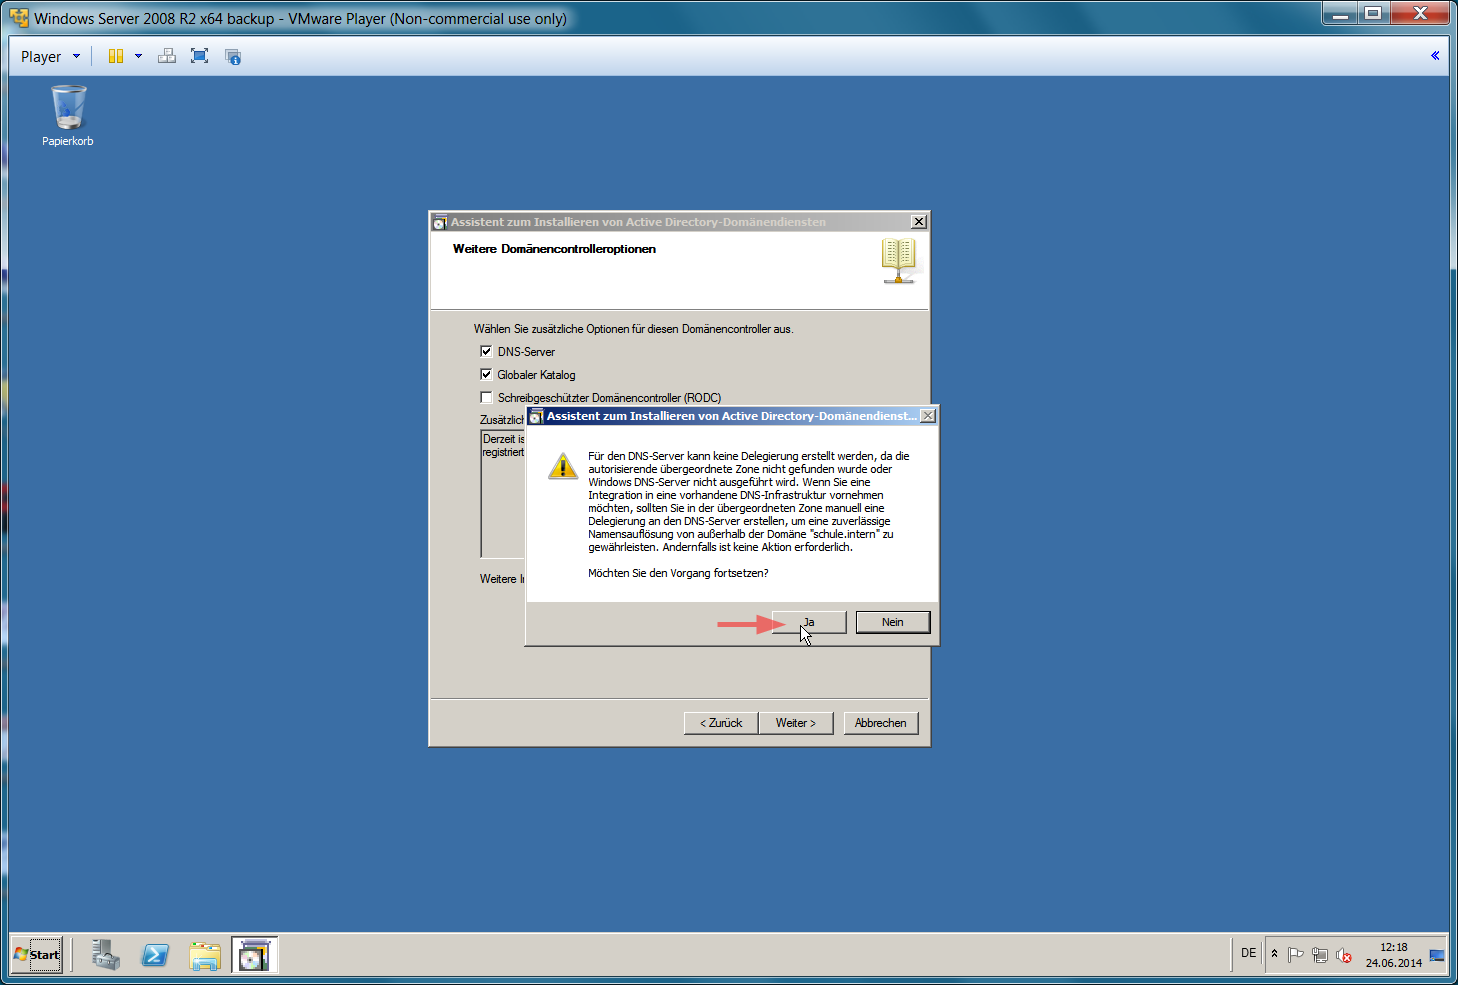 Windows Server 2008 R2 x64 backup - VMware Player (Non-commercial use only)
Player
Papierkorb
Assistent zum Installieren von Active Directory-Domänendiensten
Weitere Domänencontrolleroptionen
Wählen Sie zusätzliche Optionen für diesen Domänencontroller aus.
DNS-Server
Globaler Katalog
Schreibgeschützter Domänencontroller (RODC)
Zusätzlich
Derzeit is
registriert
Weitere I
Assistent zum Installieren von Active Directory-Domänendienst...
Für den DNS-Server kann keine Delegierung erstellt werden, da die
autorisierende übergeordnete Zone nicht gefunden wurde oder
Windows DNS-Server nicht ausgeführt wird. Wenn Sie eine
Integration in eine vorhandene DNS-Infrastruktur vornehmen
möchten, sollten Sie in der übergeordneten Zone manuell eine
Delegierung an den DNS-Server erstellen, um eine zuverlässige
Namensauflösung von außerhalb der Domäne "schule.intern" zu
gewährleisten. Andernfalls ist keine Aktion erforderlich.
Möchten Sie den Vorgang fortsetzen?
Ja
Nein
< Zurück
Weiter >
Abbrechen
Start
DE
12:18
24.06.2014